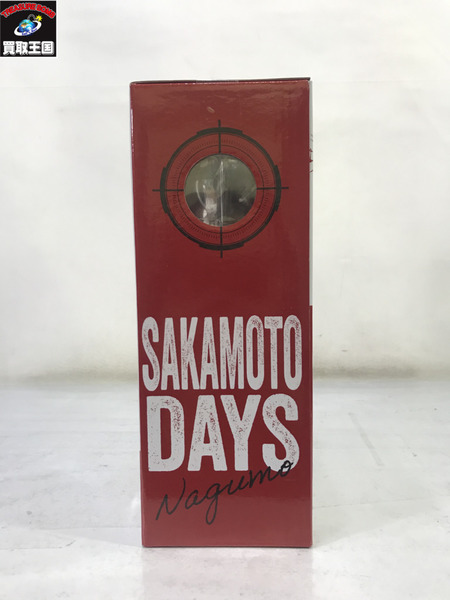 買取王国
SAKAMOTO
DAYS
Nagumo